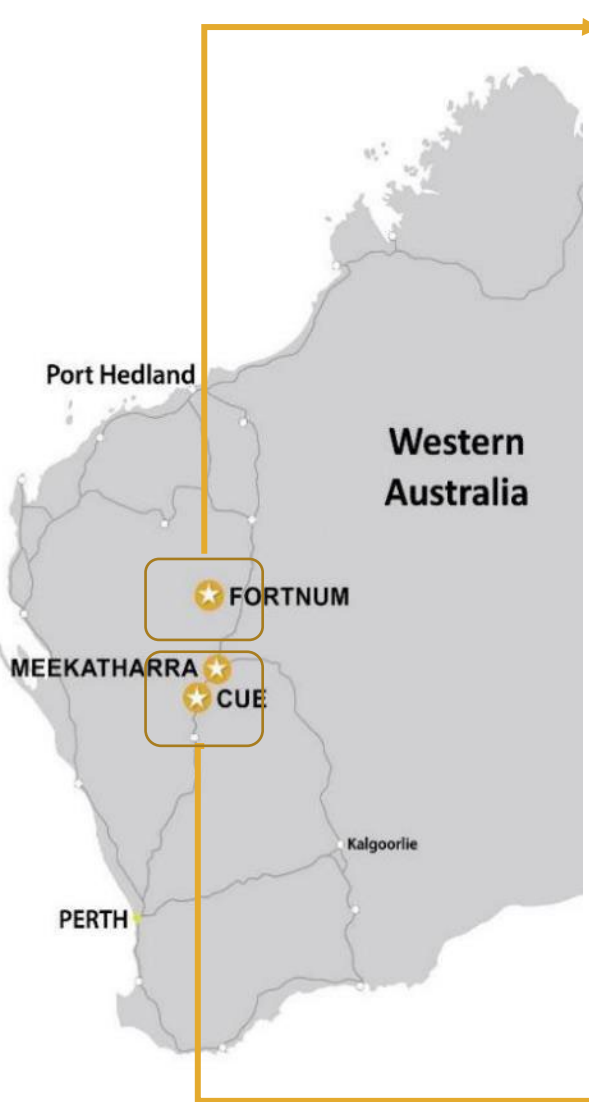 Port Hedland
Western
Australia
FORTNUM
MEEKATHARRA
CUE
Kalgoorlie
PERTH